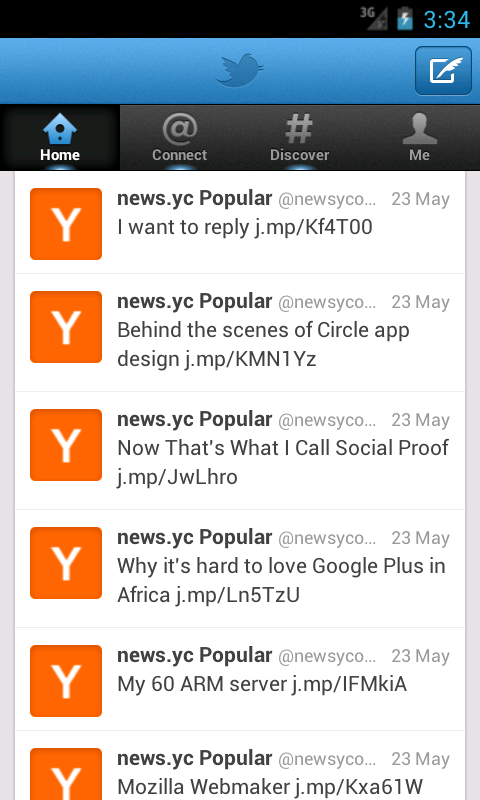 3G 3:34
Home @ Connect # Discover Me
news.yc Popular @newsyco... 23 May
I want to reply j.mp/Kf4T00
Y
news.yc Popular @newsyco... 23 May
Behind the scenes of Circle app
design j.mp/KMN1Yz
Y
news.yc Popular @newsyco... 23 May
Now That's What I Call Social Proof
j.mp/JwLhro
Y
news.yc Popular @newsyco... 23 May
Why it's hard to love Google Plus in
Africa j.mp/Ln5TzU
Y
news.yc Popular @newsyco... 23 May
My 60 ARM server j.mp/IFMkiA
Y
news.yc Popular @newsyco... 23 May
Mozilla Webmaker j.mp/Kxa61W
Y